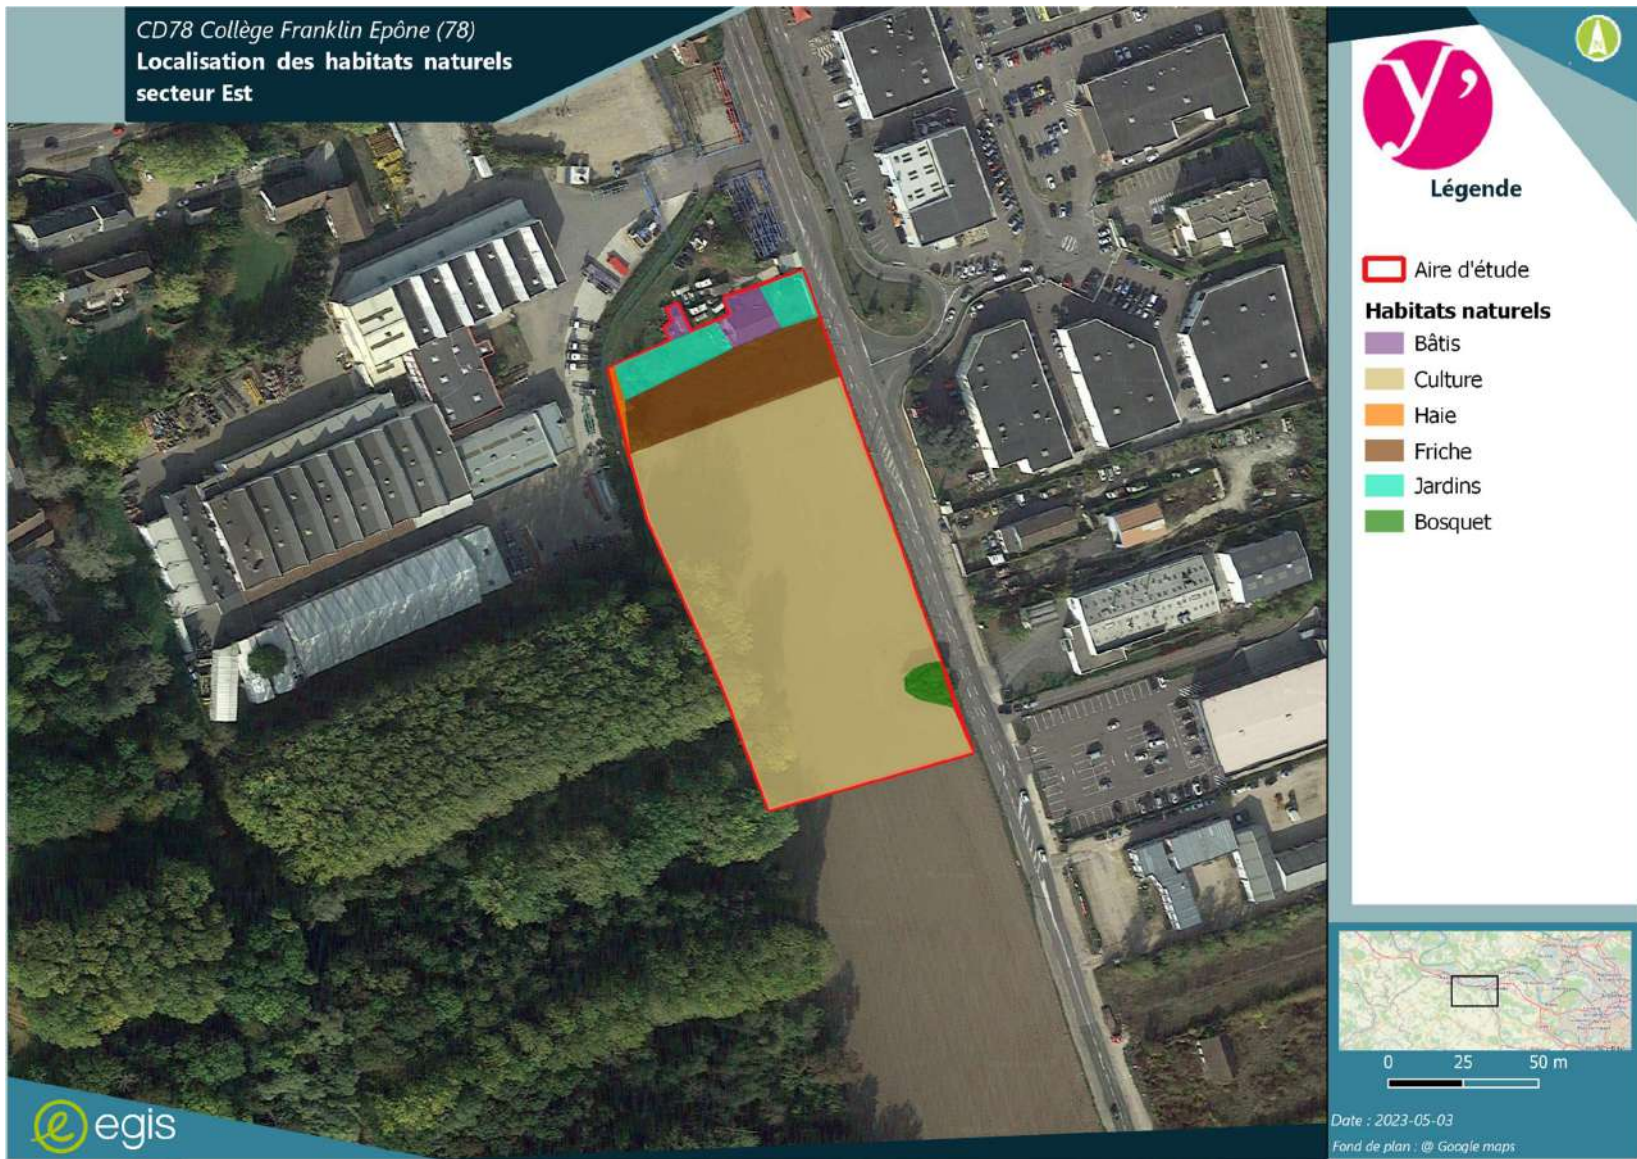 CD78 Collège Franklin Epône (78)
Localisation des habitats naturels
secteur Est
y'
Légende
Aire d'étude
Habitats naturels
Bâtis
Culture
Haie
Friche
Jardins
Bosquet
0 25 50 m
Date : 2023-05-03
Fond de plan : @ Google maps
e egis